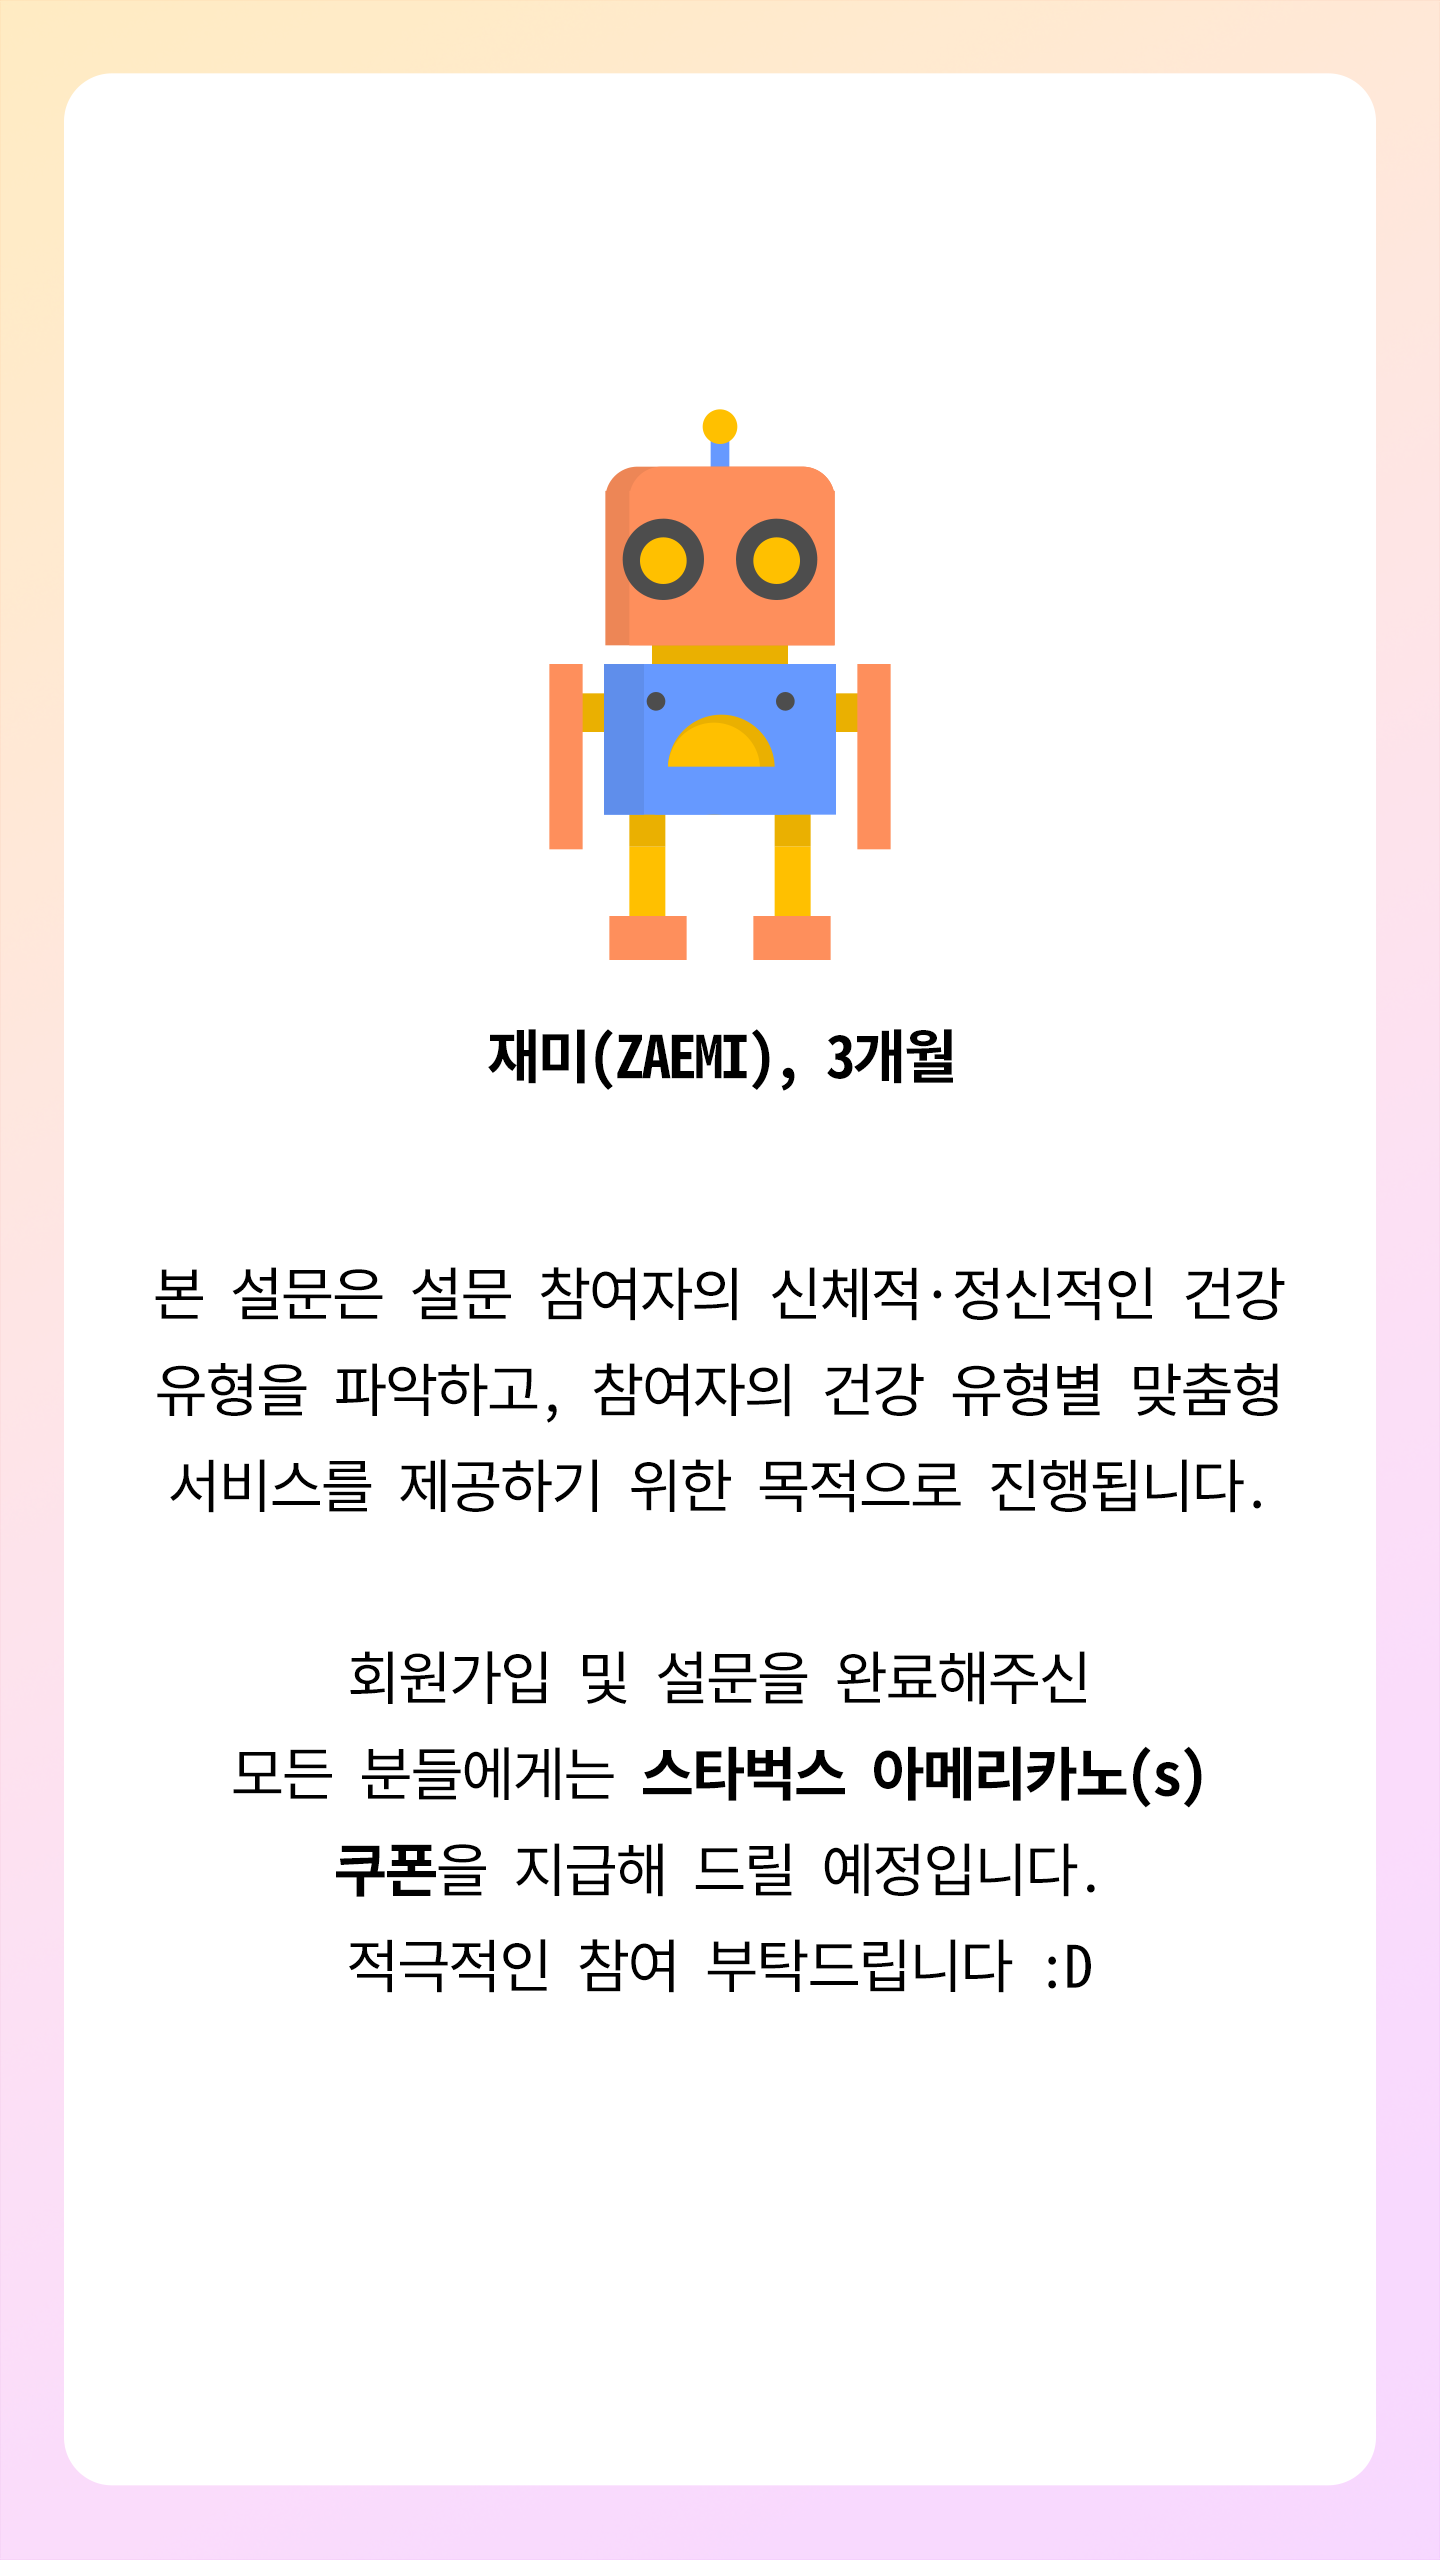 재미(ZAEMI), 3개월
본 설문은 설문 참여자의 신체적·정신적인 건강
유형을 파악하고, 참여자의 건강 유형별 맞춤형
서비스를 제공하기 위한 목적으로 진행됩니다.
회원가입 및 설문을 완료해주신
모든 분들에게는 스타벅스 아메리카노(s)
쿠폰을 지급해 드릴 예정입니다.
적극적인 참여 부탁드립니다 :D